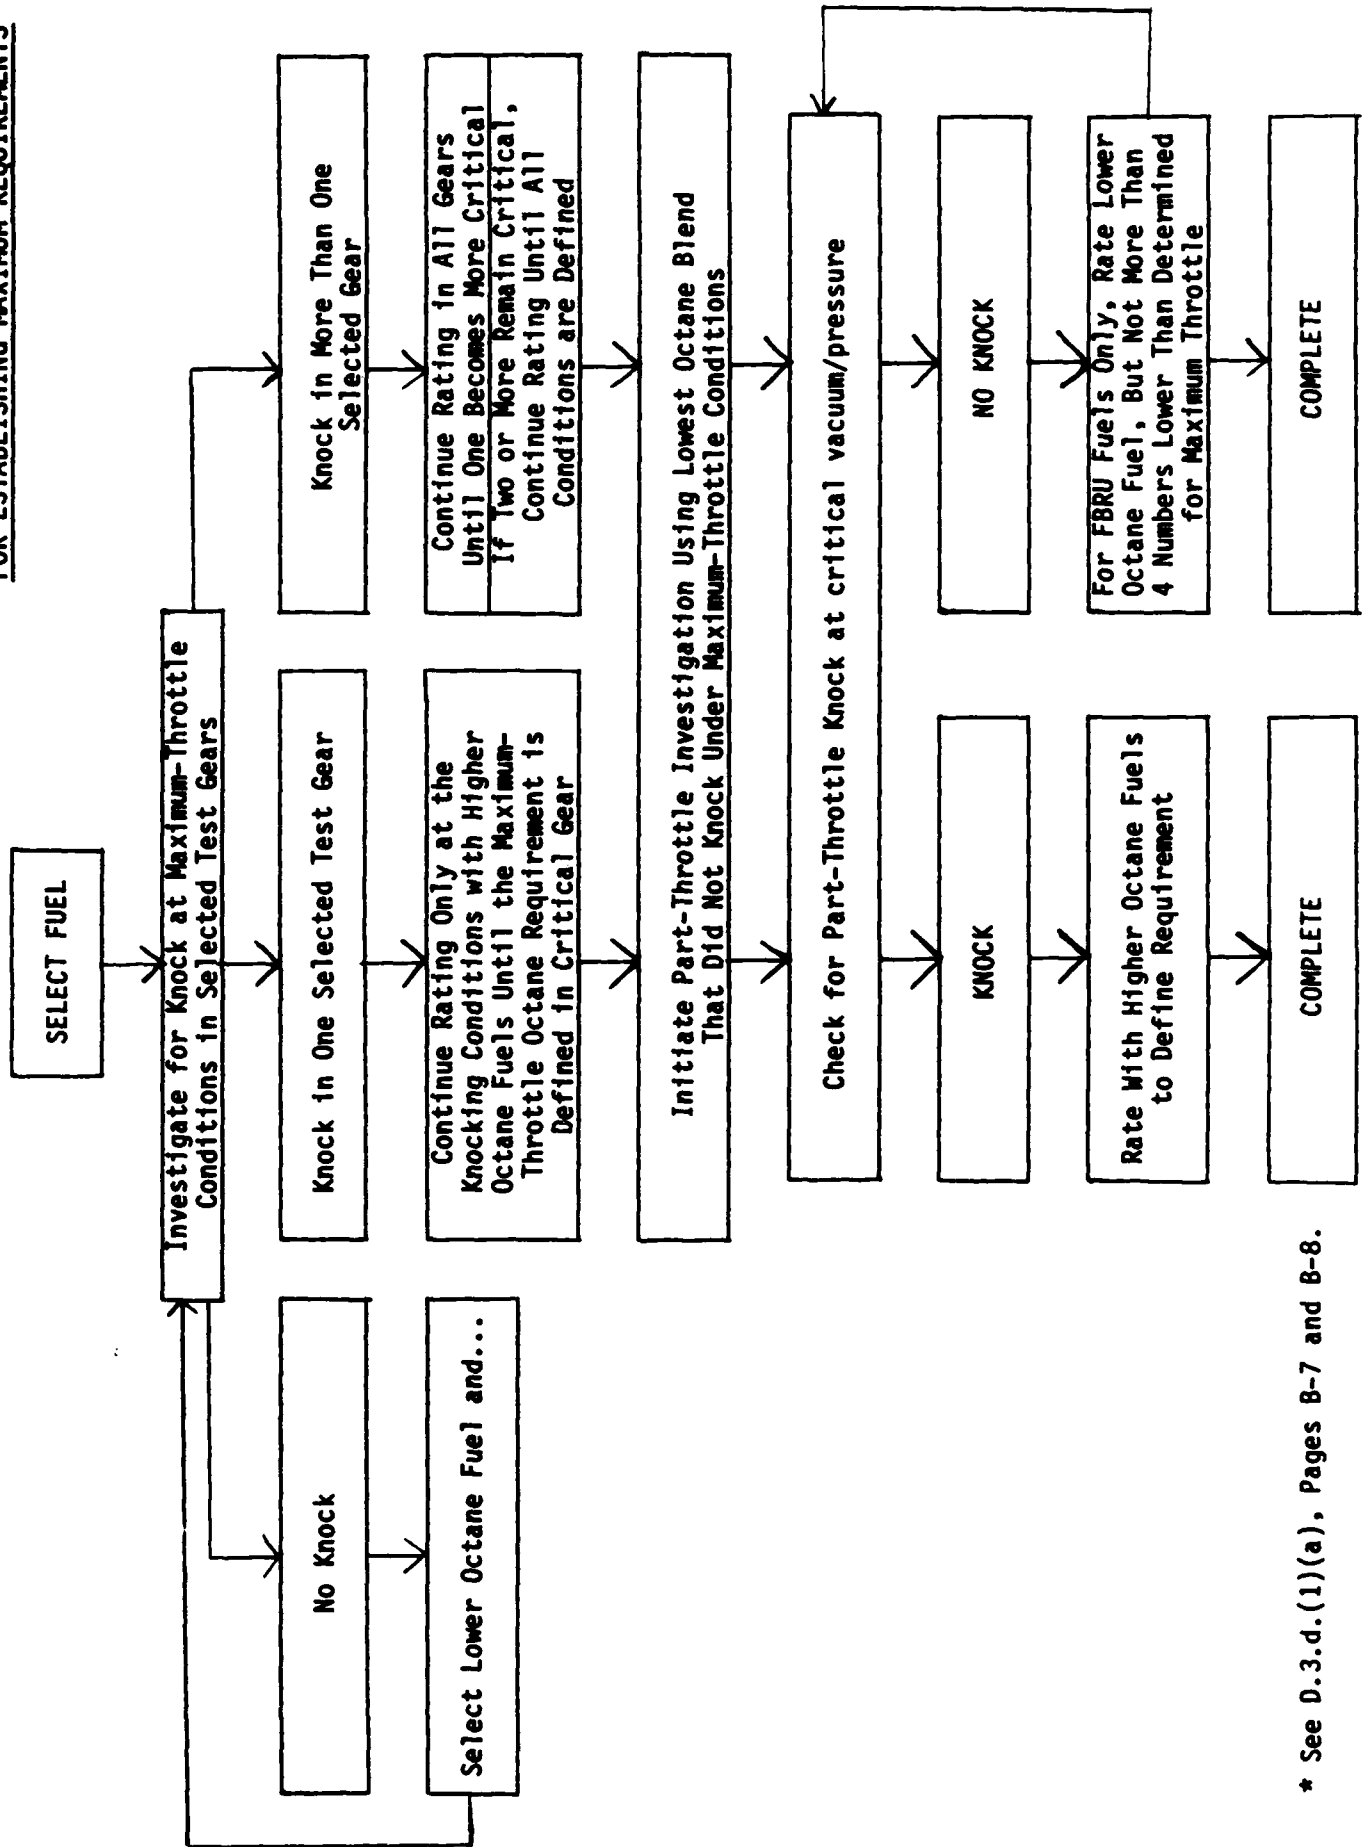 FOR ESTABLISHING MAXIMUM REQUIREMENTS
SELECT FUEL
Investigate for Knock at Maximum-Throttle
Conditions in Selected Test Gears
No Knock
Select Lower Octane Fuel and...
Knock in One Selected Test Gear
Continue Rating Only at the
Knocking Conditions with Higher
Octane Fuels Until the Maximum-
Throttle Octane Requirement is
Defined in Critical Gear
Knock in More Than One
Selected Gear
Continue Rating in All Gears
Until One Becomes More Critical
If Two or More Remain Critical,
Continue Rating Until All
Conditions are Defined
Initiate Part-Throttle Investigation Using Lowest Octane Blend
That Did Not Knock Under Maximum-Throttle Conditions
Check for Part-Throttle Knock at critical vacuum/pressure
KNOCK
Rate With Higher Octane Fuels
to Define Requirement
COMPLETE
NO KNOCK
For FBRU Fuels Only, Rate Lower
Octane Fuel, But Not More Than
4 Numbers Lower Than Determined
for Maximum Throttle
COMPLETE
* See D.3.d.(1)(a), Pages B-7 and B-8.